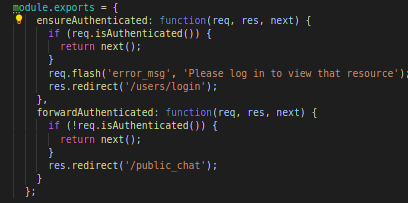 module.exports = {
  ensureAuthenticated: function(req, res, next) {
    if (req.isAuthenticated()) {
      return next();
    }
    req.flash('error_msg', 'Please log in to view that resource');
    res.redirect('/users/login');
  },
  forwardAuthenticated: function(req, res, next) {
    if (!req.isAuthenticated()) {
      return next();
    }
    res.redirect('/public_chat');
  }
};